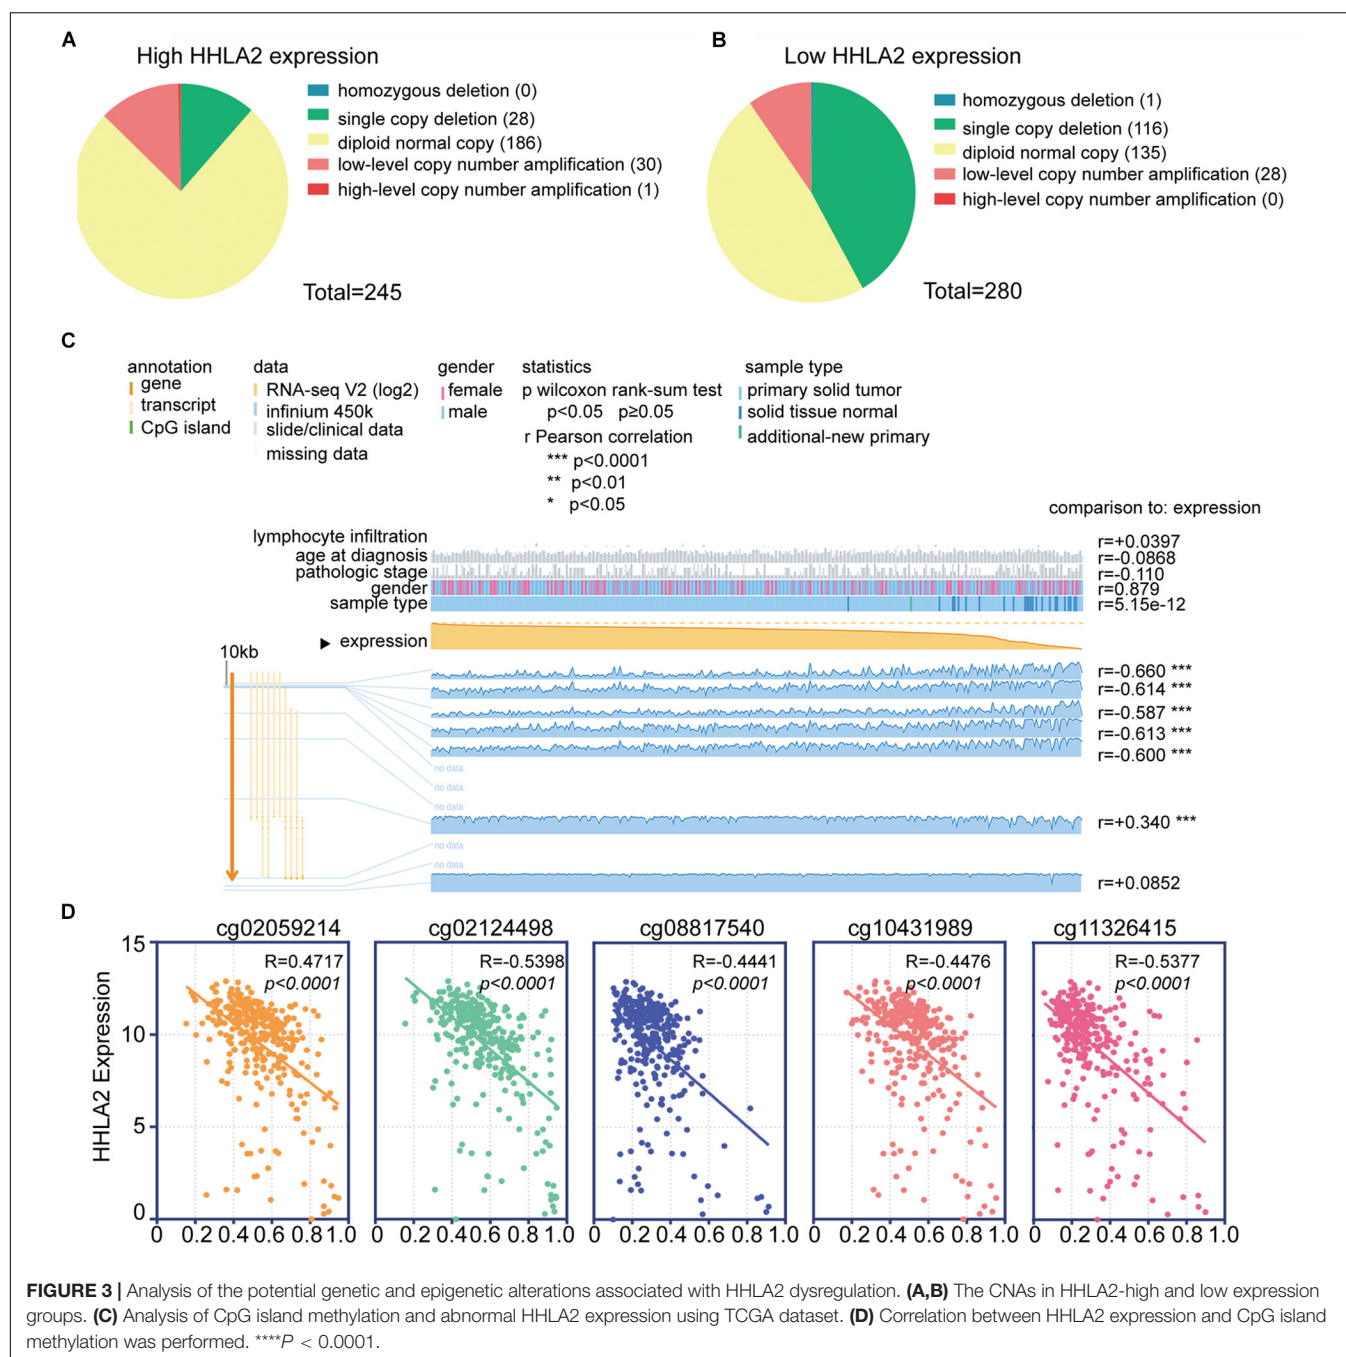 A
High HHLA2 expression
homozygous deletion (0)
single copy deletion (28)
diploid normal copy (186)
low-level copy number amplification (30)
high-level copy number amplification (1)
Total=245
B
Low HHLA2 expression
homozygous deletion (1)
single copy deletion (116)
diploid normal copy (135)
low-level copy number amplification (28)
high-level copy number amplification (0)
Total=280
C
annotation
gene
transcript
CpG island
data
RNA-seq V2 (log2)
infinium 450k
slide/clinical data
missing data
gender
female
male
statistics
p wilcoxon rank-sum test
p<0.05 p≥0.05
r Pearson correlation
*** p<0.0001
** p<0.01
* p<0.05
sample type
primary solid tumor
solid tissue normal
additional-new primary
comparison to: expression
lymphocyte infiltration r=+0.0397
age at diagnosis r=-0.0868
pathologic stage r=-0.110
gender r=0.879
sample type r=5.15e-12
expression
10kb
r=-0.660 ***
r=-0.614 ***
r=-0.587 ***
r=-0.613 ***
r=-0.600 ***
no data
no data
no data
r=+0.340 ***
no data
no data
r=+0.0852
D
HHLA2 Expression
15
10
5
0
cg02059214
R=0.4717
p<0.0001
0 0.2 0.4 0.6 0.8 1.0
cg02124498
R=-0.5398
p<0.0001
0 0.2 0.4 0.6 0.8 1.0
cg08817540
R=-0.4441
p<0.0001
0 0.2 0.4 0.6 0.8 1.0
cg10431989
R=-0.4476
p<0.0001
0 0.2 0.4 0.6 0.8 1.0
cg11326415
R=-0.5377
p<0.0001
0 0.2 0.4 0.6 0.8 1.0
FIGURE 3 | Analysis of the potential genetic and epigenetic alterations associated with HHLA2 dysregulation. (A,B) The CNAs in HHLA2-high and low expression
groups. (C) Analysis of CpG island methylation and abnormal HHLA2 expression using TCGA dataset. (D) Correlation between HHLA2 expression and CpG island
methylation was performed. ****P < 0.0001.